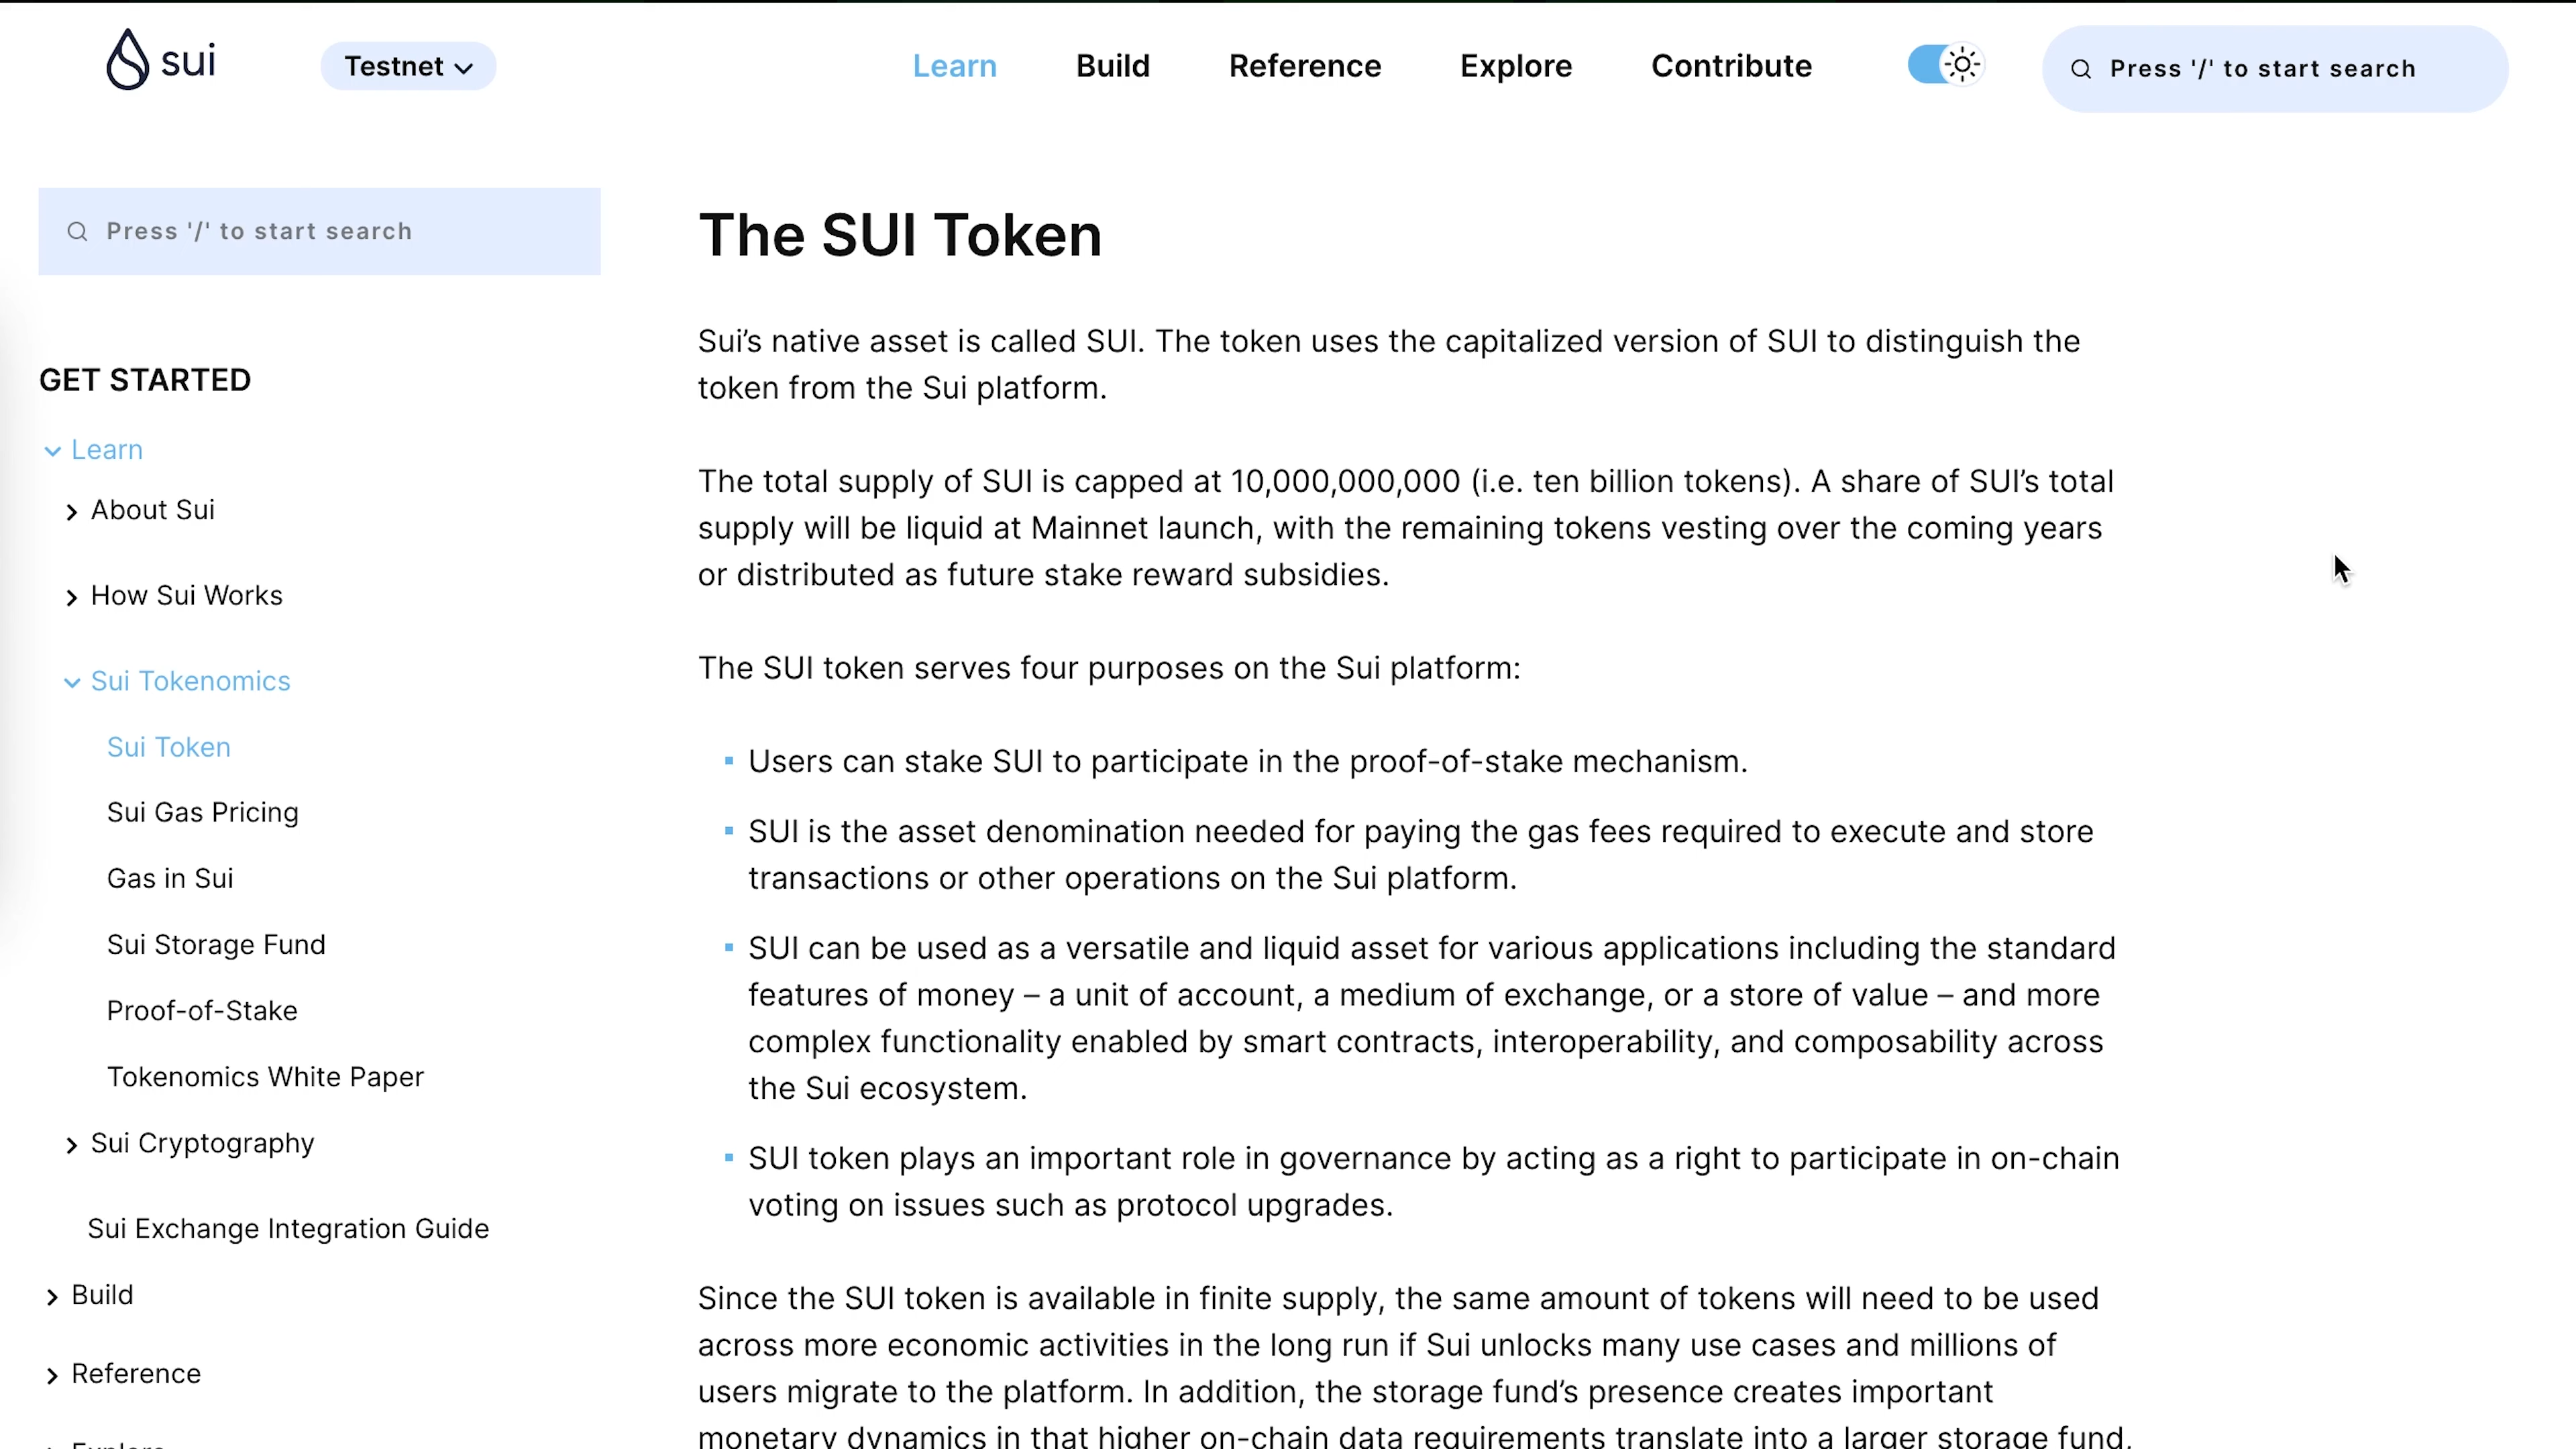 sui
Testnet
Learn
Build
Reference
Explore
Contribute
Press '/' to start search
Press '/' to start search
GET STARTED
Learn
About Sui
How Sui Works
Sui Tokenomics
Sui Token
Sui Gas Pricing
Gas in Sui
Sui Storage Fund
Proof-of-Stake
Tokenomics White Paper
Sui Cryptography
Sui Exchange Integration Guide
Build
Reference
Explore
The SUI Token
Sui’s native asset is called SUI. The token uses the capitalized version of SUI to distinguish the
token from the Sui platform.
The total supply of SUI is capped at 10,000,000,000 (i.e. ten billion tokens). A share of SUI’s total
supply will be liquid at Mainnet launch, with the remaining tokens vesting over the coming years
or distributed as future stake reward subsidies.
The SUI token serves four purposes on the Sui platform:
Users can stake SUI to participate in the proof-of-stake mechanism.
SUI is the asset denomination needed for paying the gas fees required to execute and store
transactions or other operations on the Sui platform.
SUI can be used as a versatile and liquid asset for various applications including the standard
features of money – a unit of account, a medium of exchange, or a store of value – and more
complex functionality enabled by smart contracts, interoperability, and composability across
the Sui ecosystem.
SUI token plays an important role in governance by acting as a right to participate in on-chain
voting on issues such as protocol upgrades.
Since the SUI token is available in finite supply, the same amount of tokens will need to be used
across more economic activities in the long run if Sui unlocks many use cases and millions of
users migrate to the platform. In addition, the storage fund’s presence creates important
monetary dynamics in that higher on-chain data requirements translate into a larger storage fund,